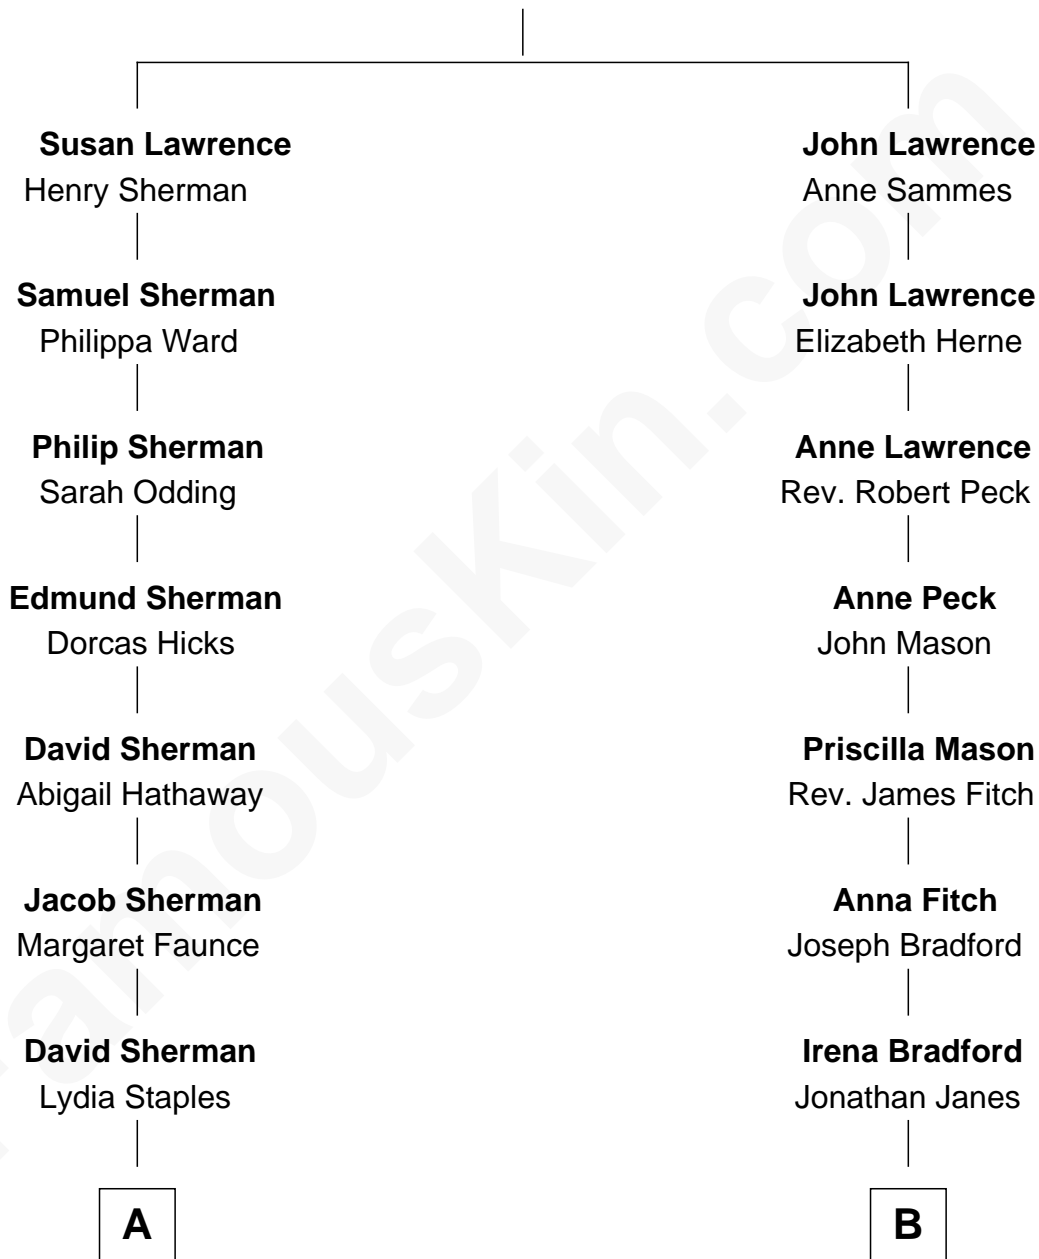 Susan Lawrence
Henry Sherman
Samuel Sherman
Philippa Ward
Philip Sherman
Sarah Odding
Edmund Sherman
Dorcas Hicks
David Sherman
Abigail Hathaway
Jacob Sherman
Margaret Faunce
David Sherman
Lydia Staples
A
John Lawrence
Anne Sammes
John Lawrence
Elizabeth Herne
Anne Lawrence
Rev. Robert Peck
Anne Peck
John Mason
Priscilla Mason
Rev. James Fitch
Anna Fitch
Joseph Bradford
Irena Bradford
Jonathan Janes
B
FamousKin.com